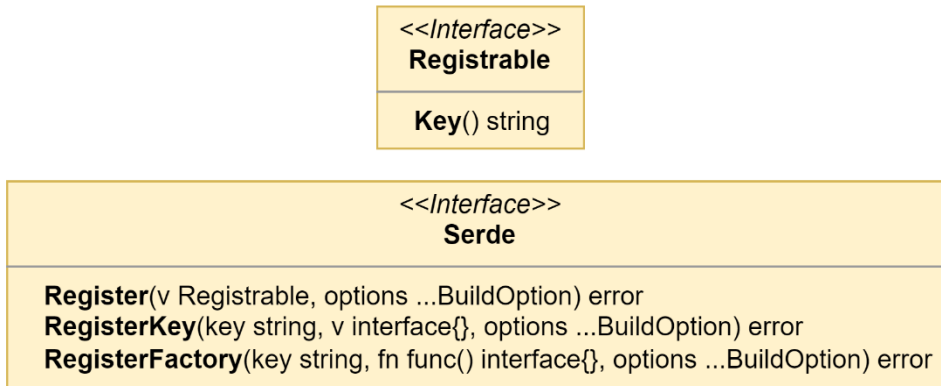 <<Interface>>
Registrable
Key() string
<<Interface>>
Serde
Register(v Registrable, options ...BuildOption) error
RegisterKey(key string, v interface{}, options ...BuildOption) error
RegisterFactory(key string, fn func() interface{}, options ...BuildOption) error